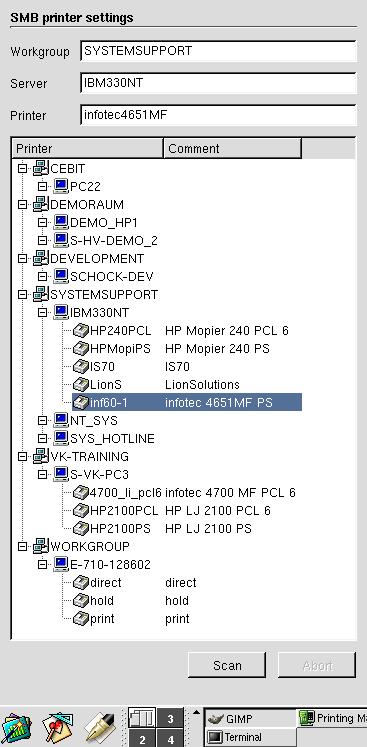 SMB printer settings
Workgroup SYSTEMSUPPORT
Server IBM330NT
Printer infotec4651MF
Printer Comment
CEBIT
PC22
DEMORAUM
DEMO_HP1
S-HV-DEMO_2
DEVELOPMENT
SCHOCK-DEV
SYSTEMSUPPORT
IBM330NT
HP240PCL HP Mopier 240 PCL 6
HPMopiPS HP Mopier 240 PS
IS70 IS70
LionS LionSolutions
inf60-1 infotec 4651MF PS
NT_SYS
SYS_HOTLINE
VK-TRAINING
S-VK-PC3
4700_li_pcl6 infotec 4700 MF PCL 6
HP2100PCL HP LJ 2100 PCL 6
HP2100PS HP LJ 2100 PS
WORKGROUP
E-710-128602
direct direct
hold hold
print print
Scan Abort
3 GIMP Printing Ma
2 4 Terminal